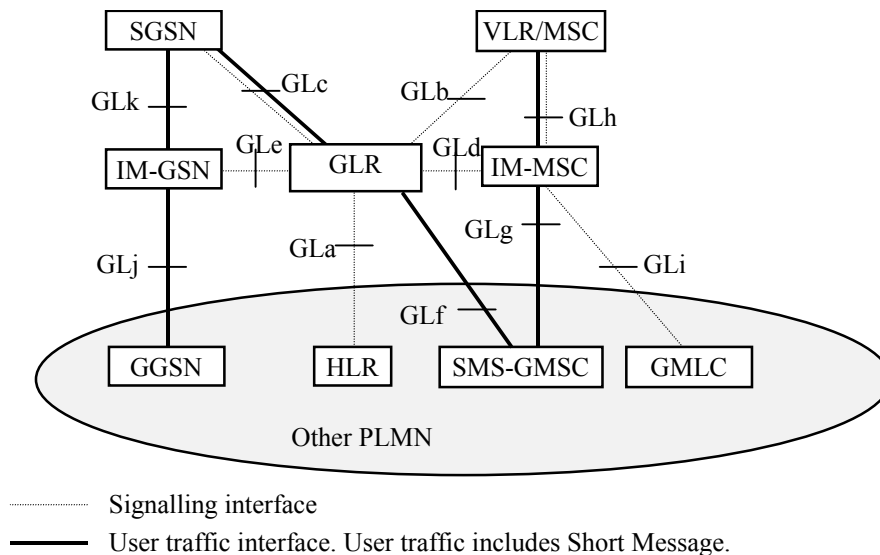 SGSN
VLR/MSC
GLc
GLb
GLk
GLh
GLe
GLd
IM-GSN
GLR
IM-MSC
GLg
GLa
GLj
GLi
GLf
GGSN
HLR
SMS-GMSC
GMLC
Other PLMN
Signalling interface
User traffic interface. User traffic includes Short Message.